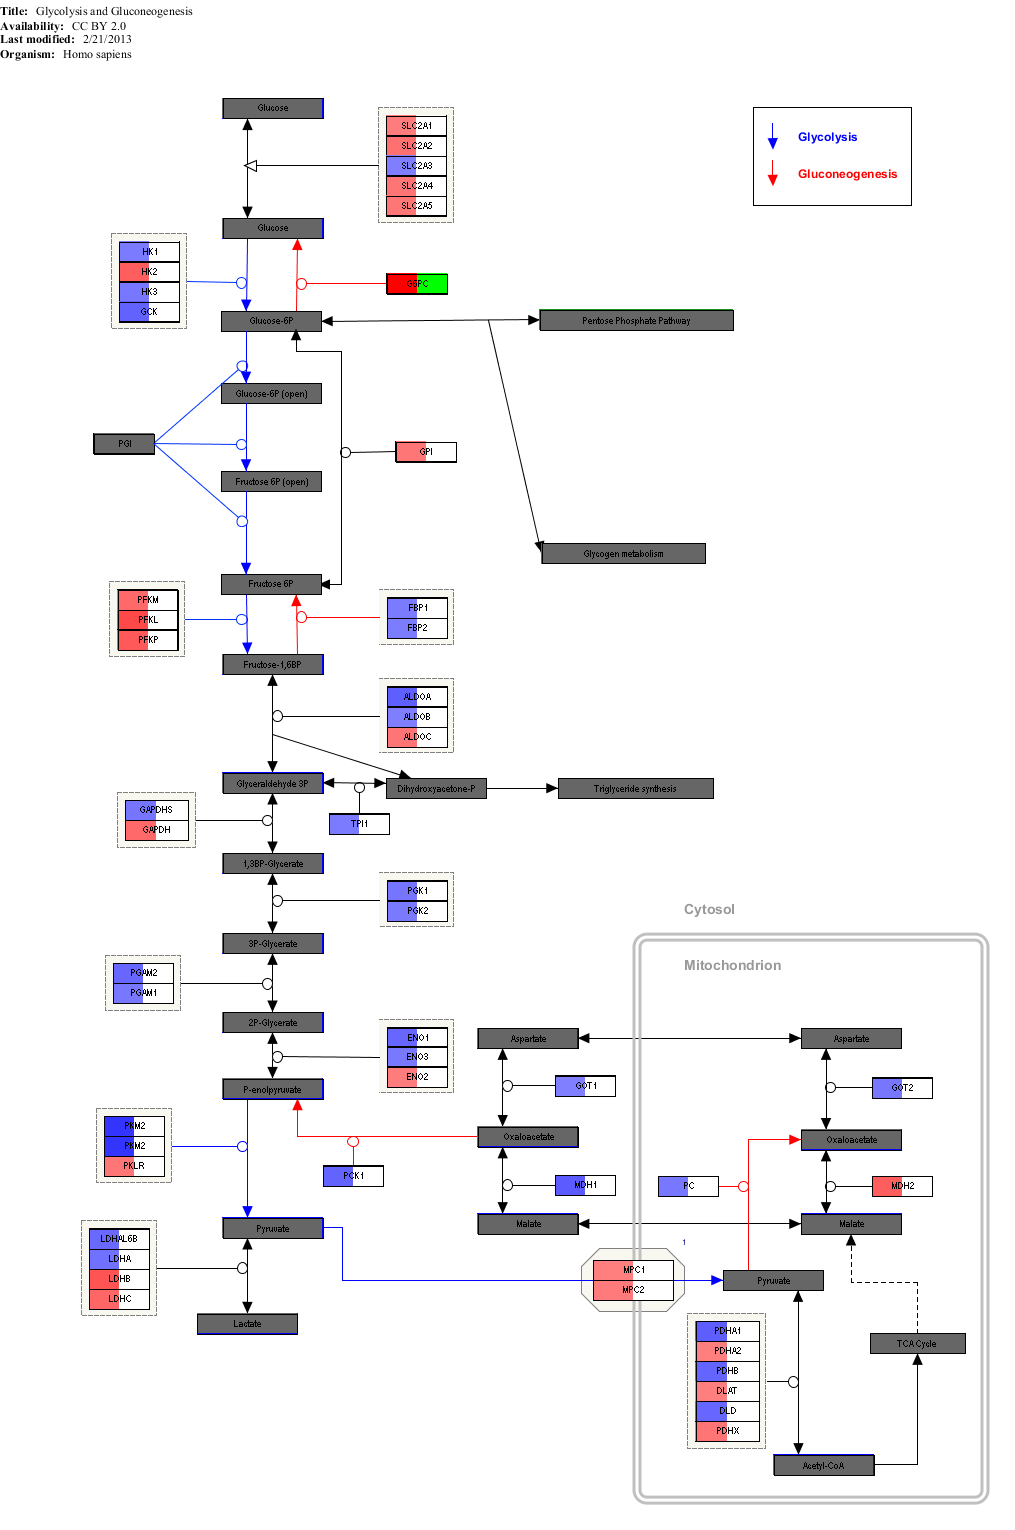 Title: Glycolysis and Gluconeogenesis
Availability: CC BY 2.0
Last modified: 2/21/2013
Organism: Homo sapiens
Glucose
SLC2A1
SLC2A2
SLC2A3
SLC2A4
SLC2A5
Glycolysis
Gluconeogenesis
Glucose
HK1
HK2
HK3
GCK
G6PC
Glucose-6P
Pentose Phosphate Pathway
Glucose-6P (open)
PGI
GPI
Fructose 6P (open)
Glycogen metabolism
Fructose 6P
PFKM
PFKL
PFKP
FBP1
FBP2
Fructose-1,6BP
ALDOA
ALDOB
ALDOC
Glyceraldehyde 3P
Dihydroxyacetone-P
Triglyceride synthesis
GAPDHS
GAPDH
TPI1
1,3BP-Glycerate
PGK1
PGK2
Cytosol
3P-Glycerate
Mitochondrion
PGAM2
PGAM1
2P-Glycerate
ENO1
ENO3
ENO2
Aspartate
Aspartate
P-enolpyruvate
GOT1
GOT2
PKM2
PKM2
PKLR
Oxaloacetate
Oxaloacetate
PCK1
MDH1
PC
MDH2
Pyruvate
Malate
Malate
LDHAL6B
LDHA
LDHB
LDHC
1
MPC1
MPC2
Pyruvate
Lactate
PDHA1
PDHA2
PDHB
DLAT
DLD
PDHX
TCA Cycle
Acetyl-CoA